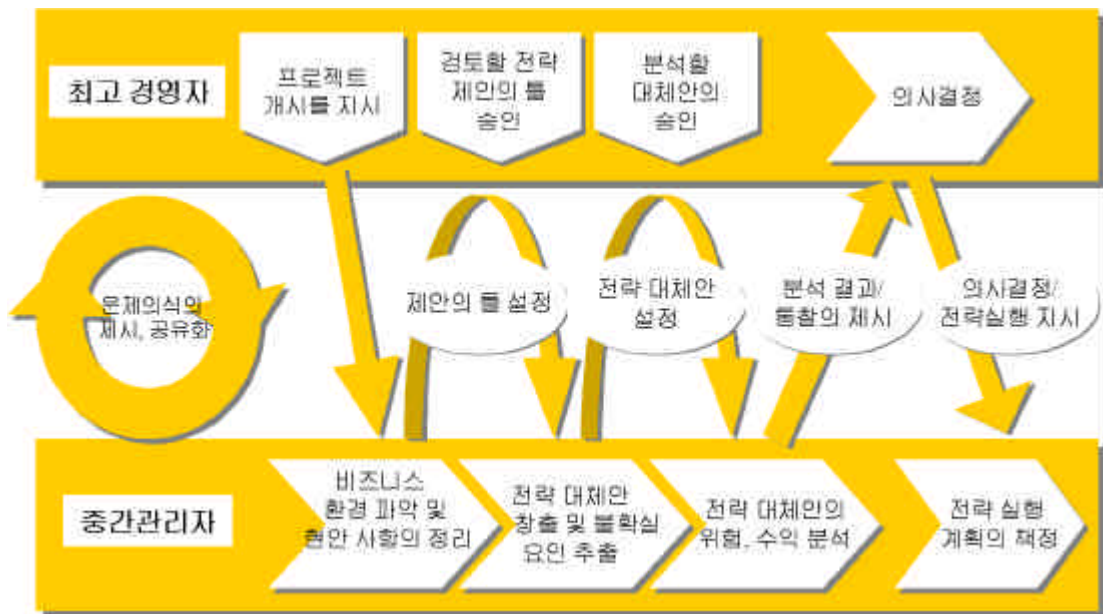 최고 경영자
프로젝트
개시를 지시
검토할 전략
제안의 틀
승인
분석할
대체안의
승인
의사결정
문제의식의
제시, 공유화
제안의 틀 설정
전략 대체안
설정
분석 결과/
통찰의 제시
의사결정/
전략실행 지시
중간관리자
비즈니스
환경 파악 및
현안 사항의 정리
전략 대체안
창출 및 불확실
요인 추출
전략 대체안의
위험, 수익 분석
전략 실행
계획의 책정